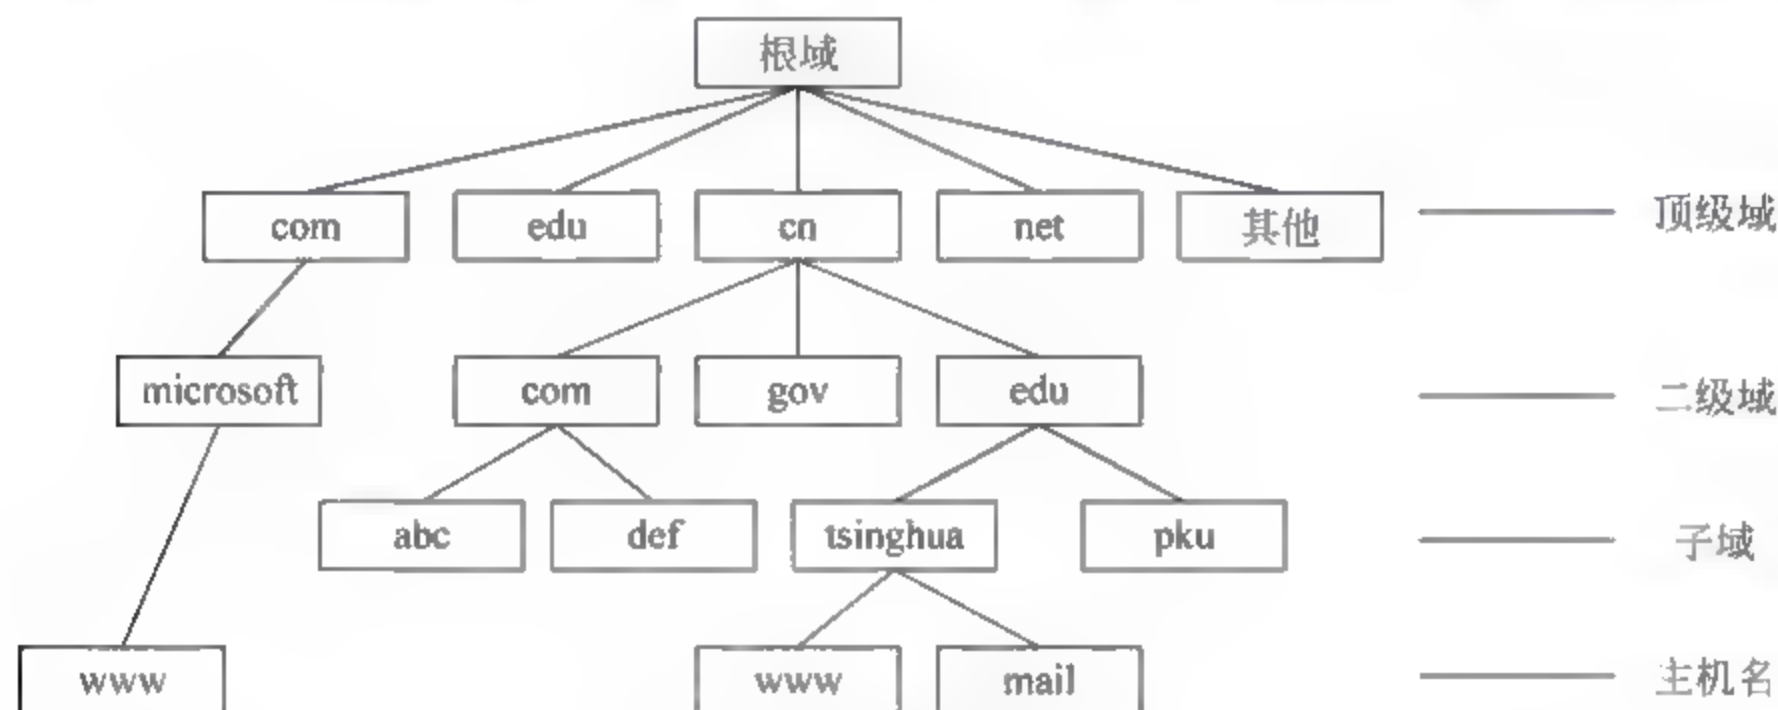 根域
com edu cn net 其他 顶级域
microsoft com gov edu 二级域
abc def tsinghua pku 子域
www www mail 主机名